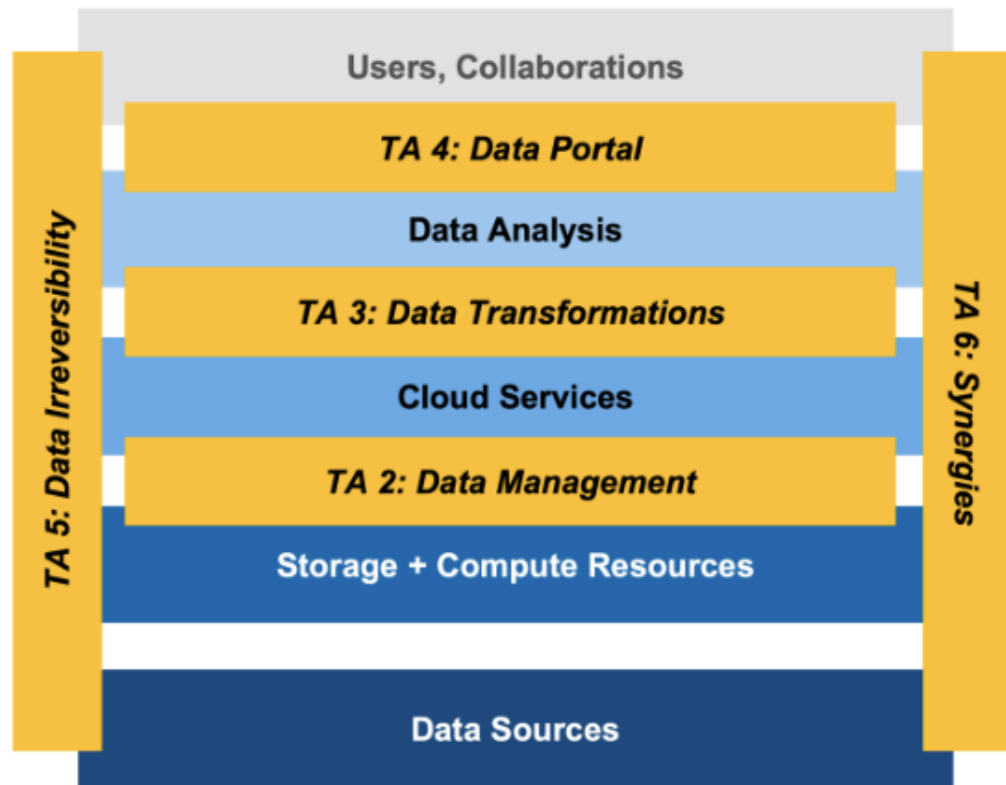 Users, Collaborations
TA 4: Data Portal
Data Analysis
TA 3: Data Transformations
Cloud Services
TA 2: Data Management
Storage + Compute Resources
Data Sources
TA 5: Data Irreversibility
TA 6: Synergies